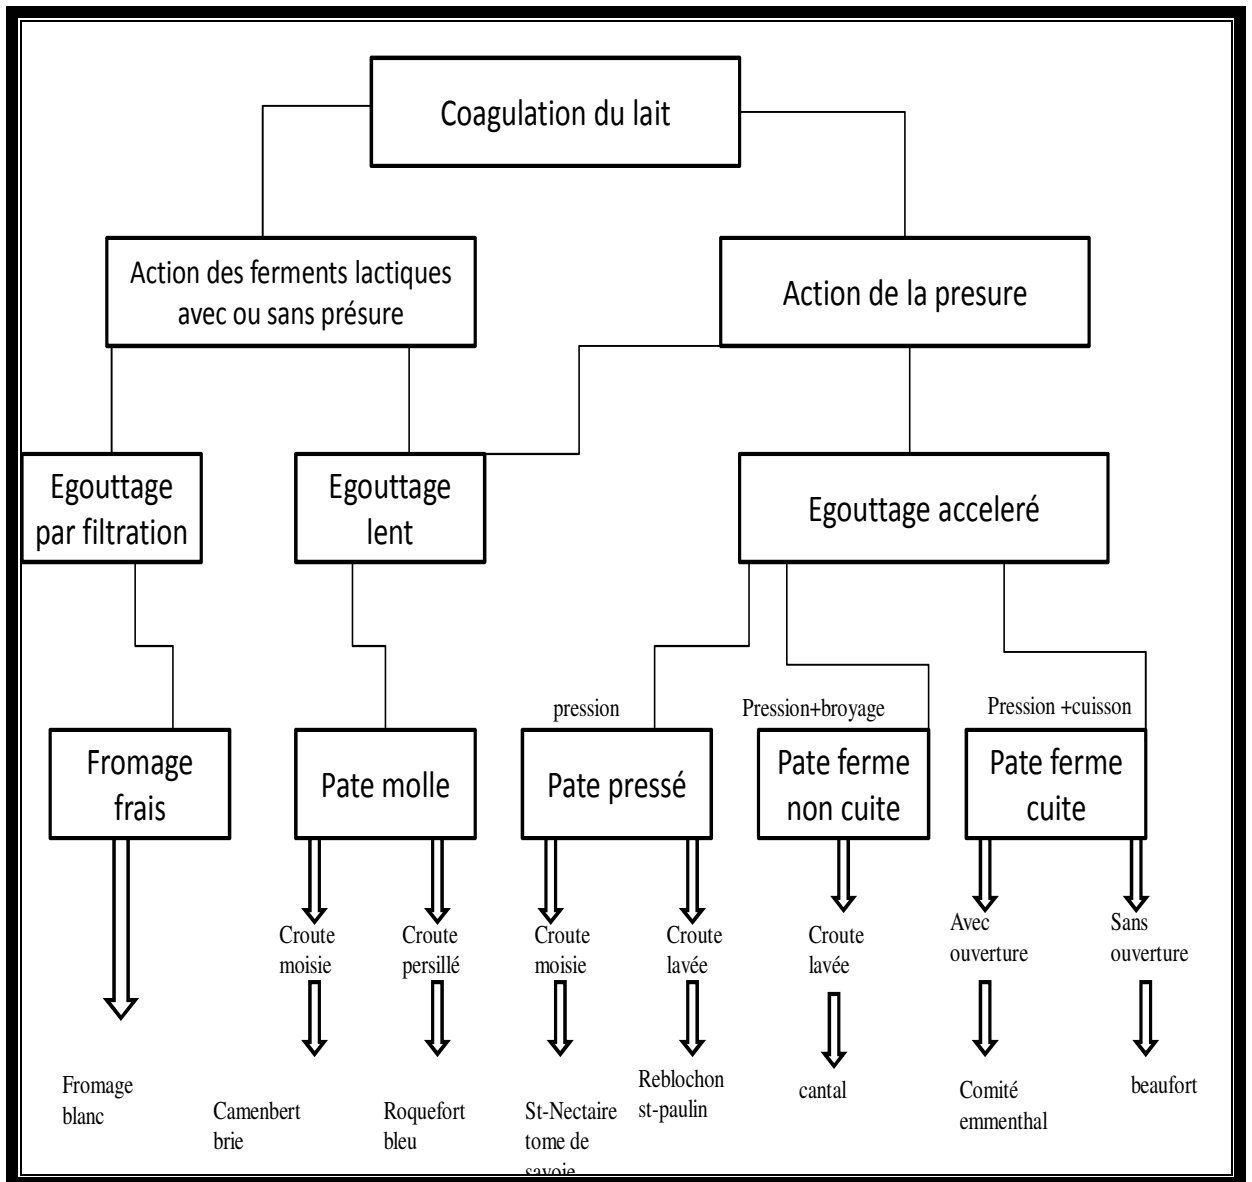 Coagulation du lait
Action des ferments lactiques
avec ou sans présure
Action de la presure
Egouttage
par filtration
Egouttage
lent
Egouttage acceleré
pression
Pression+broyage
Pression +cuisson
Fromage
frais
Pate molle
Pate pressé
Pate ferme
non cuite
Pate ferme
cuite
Croute
moisie
Croute
persillé
Croute
moisie
Croute
lavée
Croute
lavée
Avec
ouverture
Sans
ouverture
Fromage
blanc
Camenbert
brie
Roquefort
bleu
St-Nectaire
tome de
savoie
Reblochon
st-paulin
cantal
Comité
emmenthal
beaufort